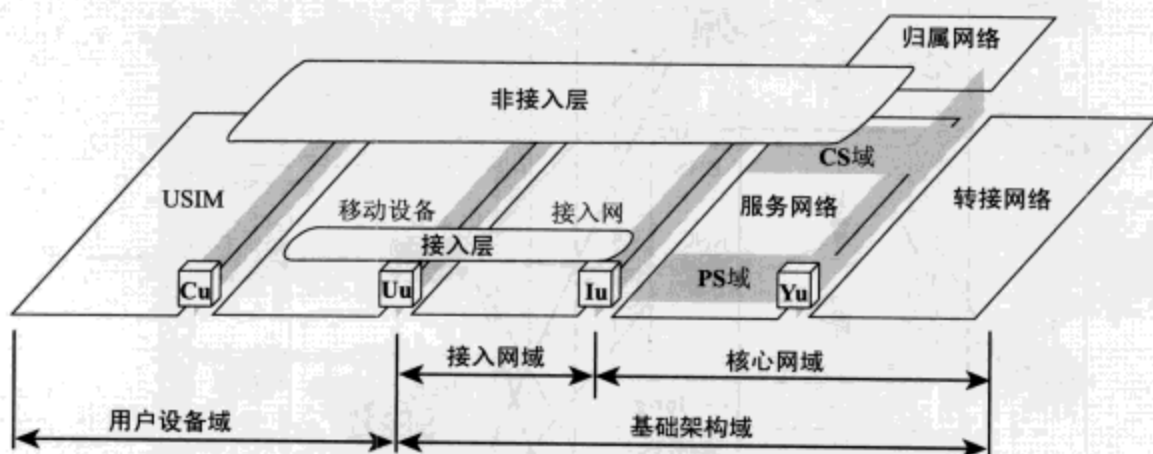 归属网络
非接入层
CS域
USIM
移动设备
接入网
服务网络
转接网络
接入层
Cu
Uu
Iu
PS域
Yu
接入网域
核心网域
用户设备域
基础架构域